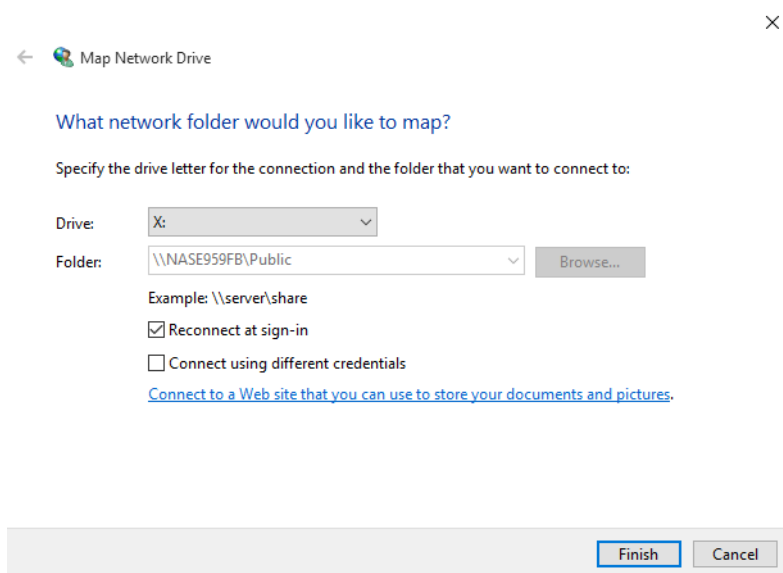 Map Network Drive
What network folder would you like to map?
Specify the drive letter for the connection and the folder that you want to connect to:
Drive: X:
Folder: \\NASE959FB\Public Browse...
Example: \\server\share
Reconnect at sign-in
Connect using different credentials
Connect to a Web site that you can use to store your documents and pictures.
Finish Cancel